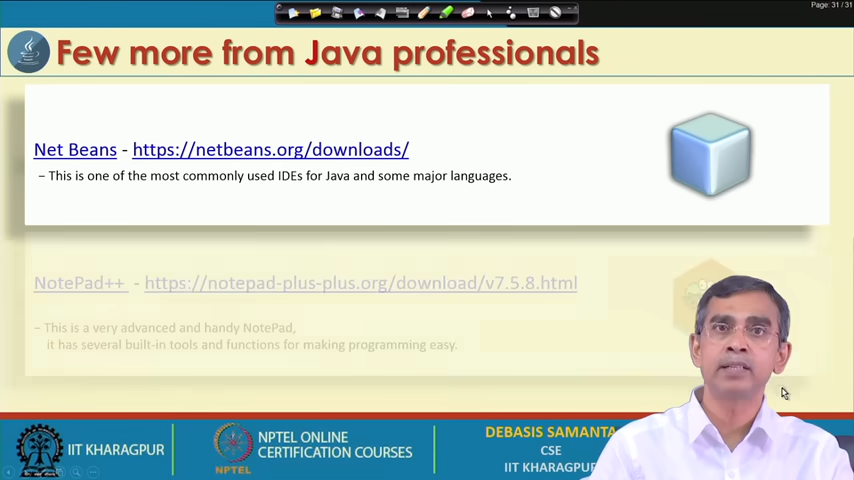 Page: 31 / 31
Few more from Java professionals
Net Beans - https://netbeans.org/downloads/
– This is one of the most commonly used IDEs for Java and some major languages.
NotePad++ - https://notepad-plus-plus.org/download/v7.5.8.html
– This is a very advanced and handy NotePad,
it has several built-in tools and functions for making programming easy.
IIT KHARAGPUR
NPTEL
NPTEL ONLINE
CERTIFICATION COURSES
DEBASIS SAMANTA
CSE
IIT KHARAGPUR